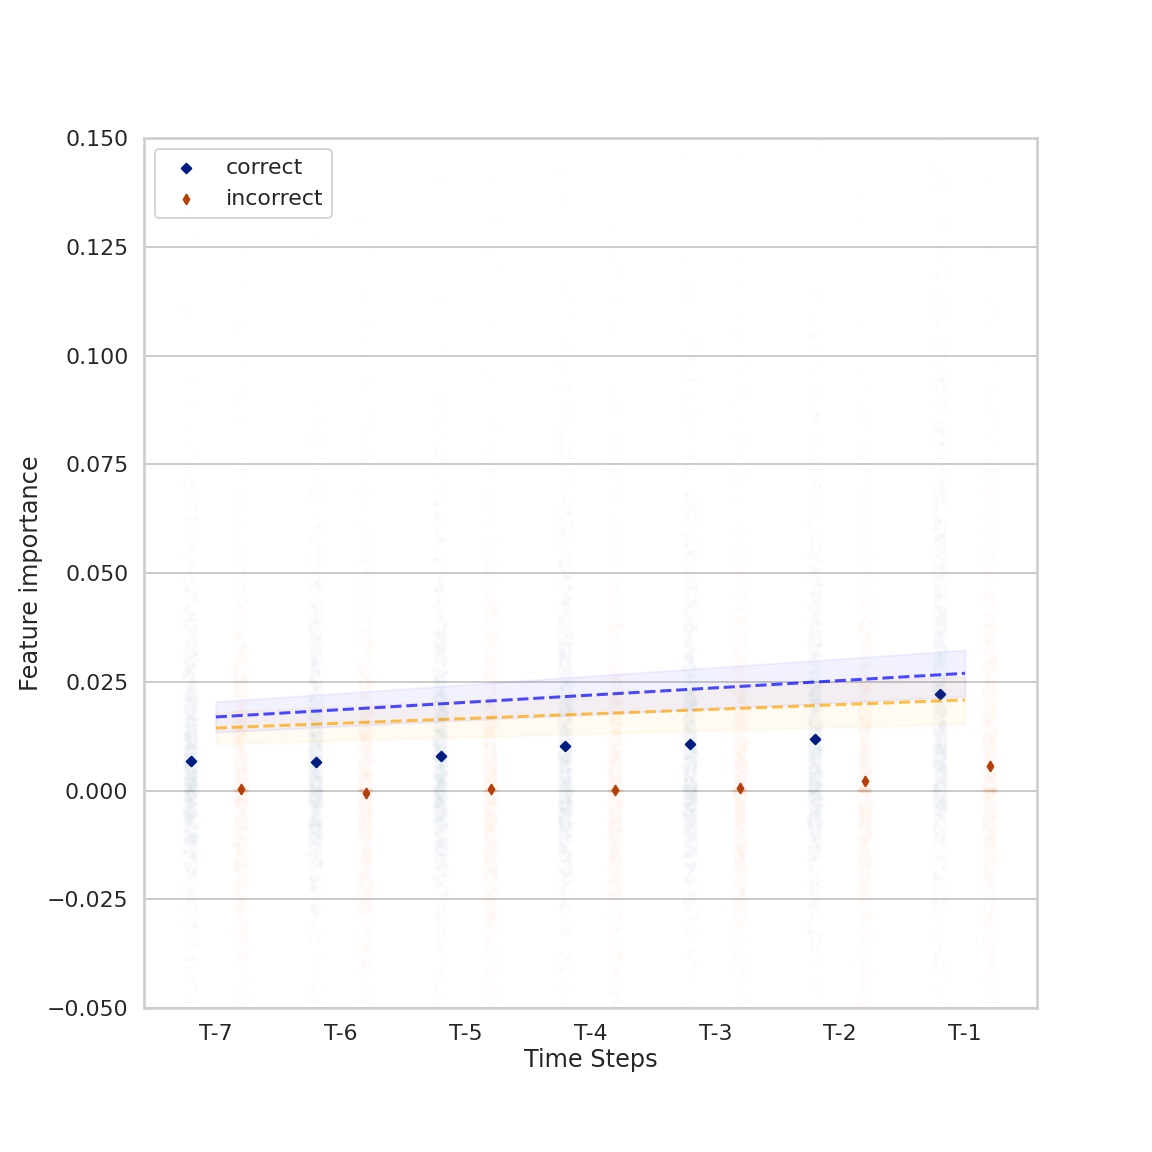 0.150
0.125
0.100
0.075
0.050
0.025
0.000
−0.025
−0.050
Feature importance
correct
incorrect
T-7 T-6 T-5 T-4 T-3 T-2 T-1
Time Steps